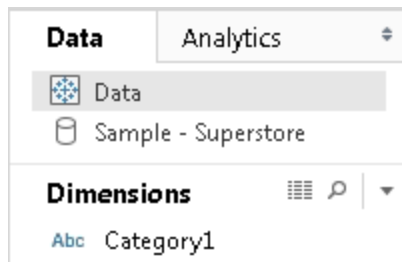 Data Analytics
Data
Sample - Superstore
Dimensions
Abc Category1